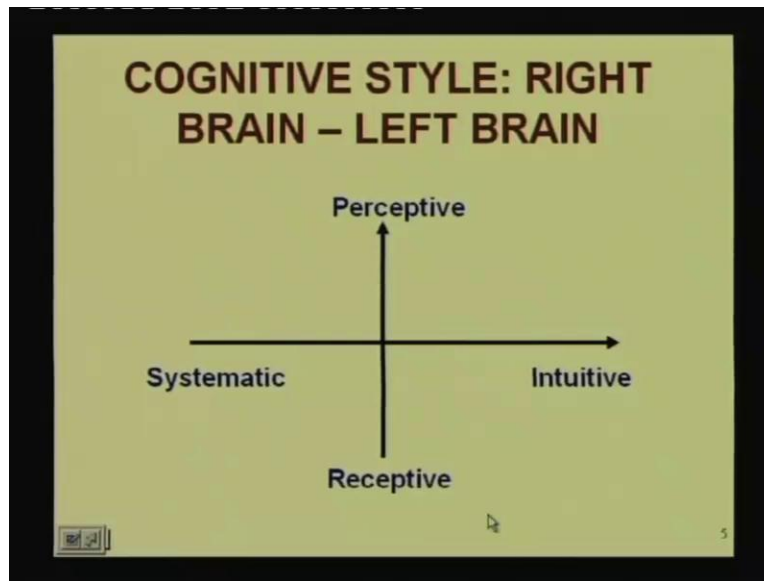 COGNITIVE STYLE: RIGHT
BRAIN – LEFT BRAIN
Perceptive
Systematic
Intuitive
Receptive
5